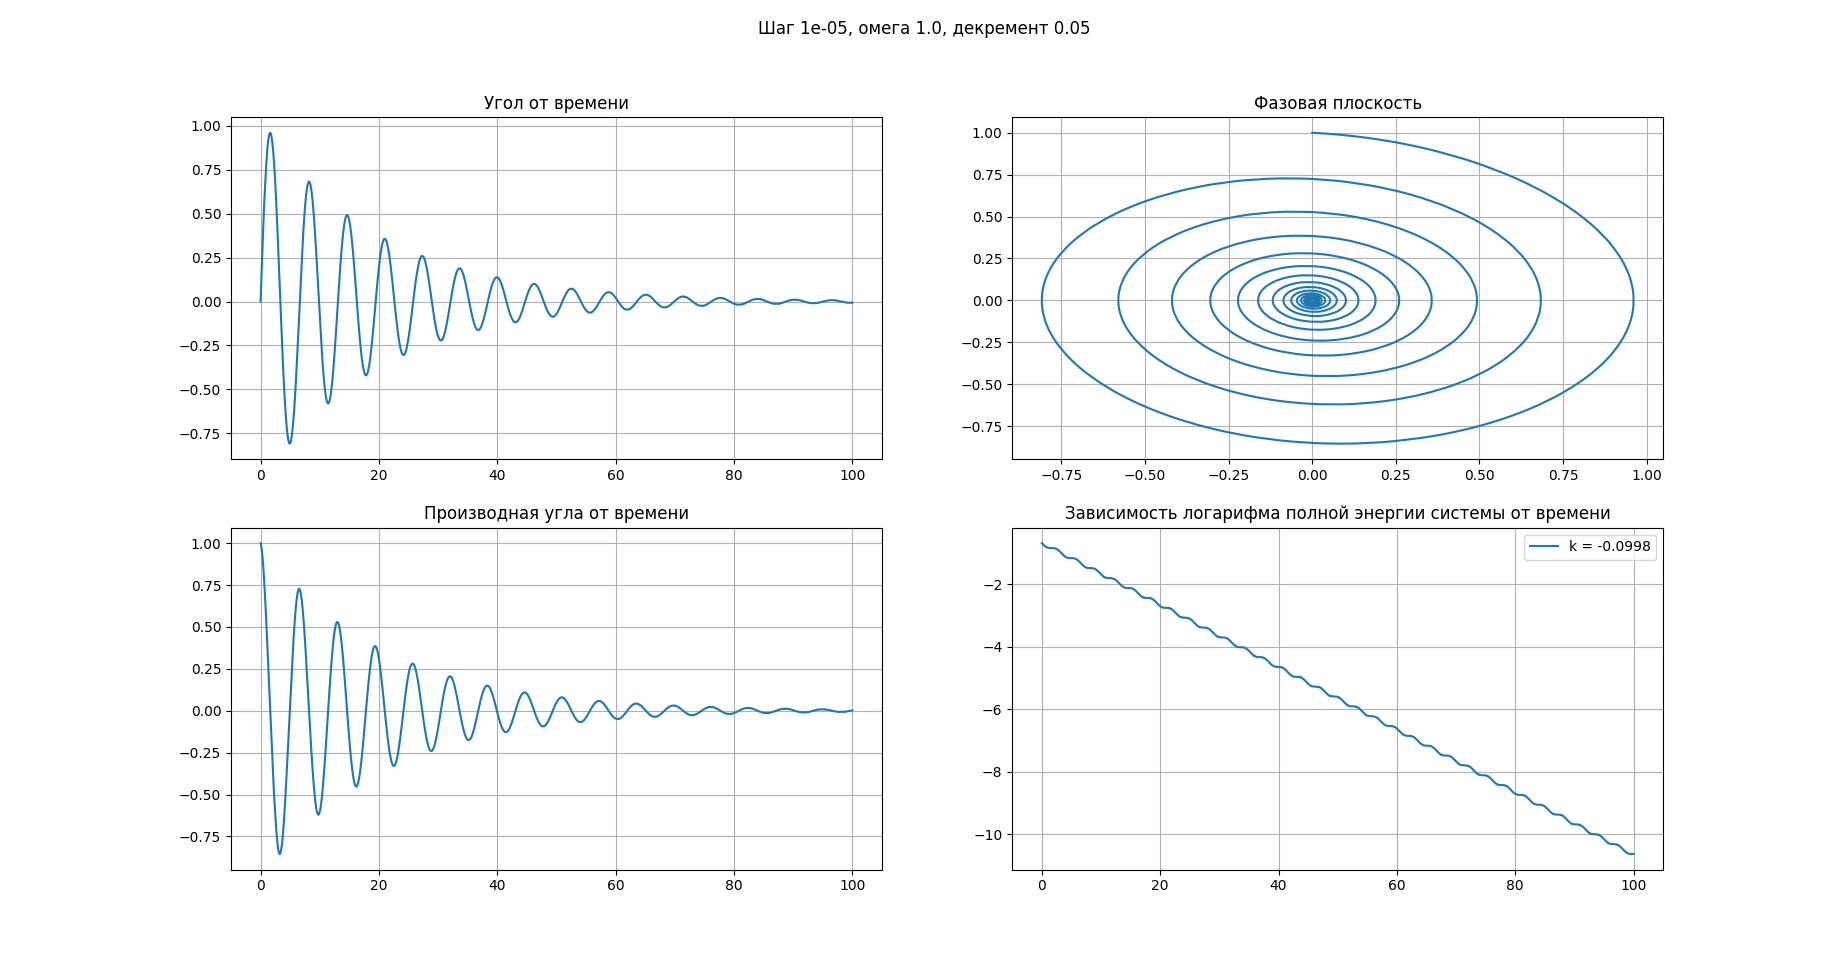 Шаг 1e-05, омега 1.0, декремент 0.05
Угол от времени
1.00
0.75
0.50
0.25
0.00
−0.25
−0.50
−0.75
0 20 40 60 80 100
Фазовая плоскость
1.00
0.75
0.50
0.25
0.00
−0.25
−0.50
−0.75
−0.75 −0.50 −0.25 0.00 0.25 0.50 0.75 1.00
Производная угла от времени
1.00
0.75
0.50
0.25
0.00
−0.25
−0.50
−0.75
0 20 40 60 80 100
Зависимость логарифма полной энергии системы от времени
k = -0.0998
−2
−4
−6
−8
−10
0 20 40 60 80 100